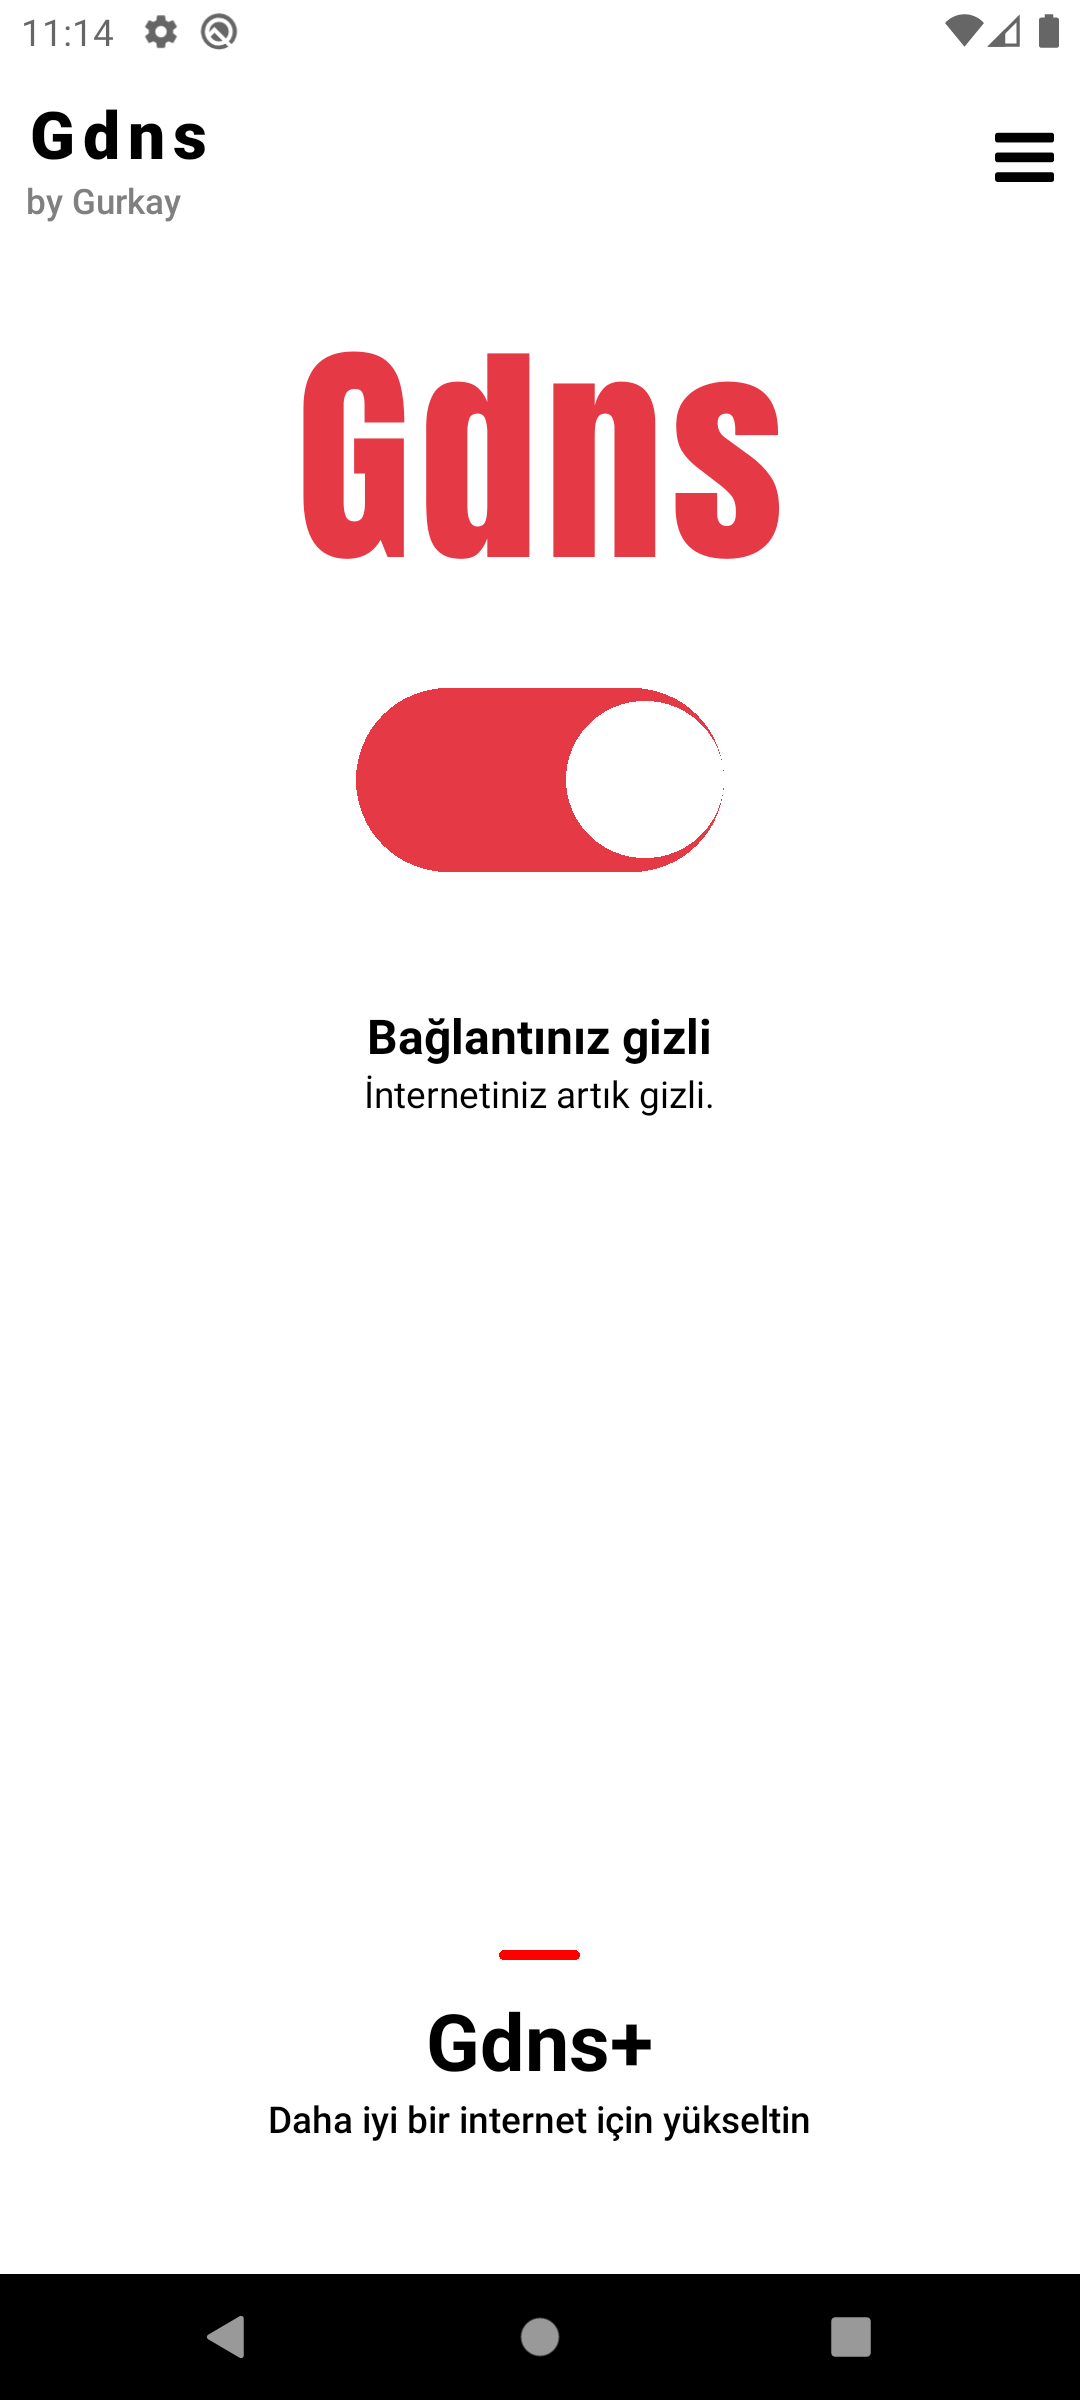 11:14
Gdns
by Gurkay
Gdns
Bağlantınız gizli
İnternetiniz artık gizli.
Gdns+
Daha iyi bir internet için yükseltin